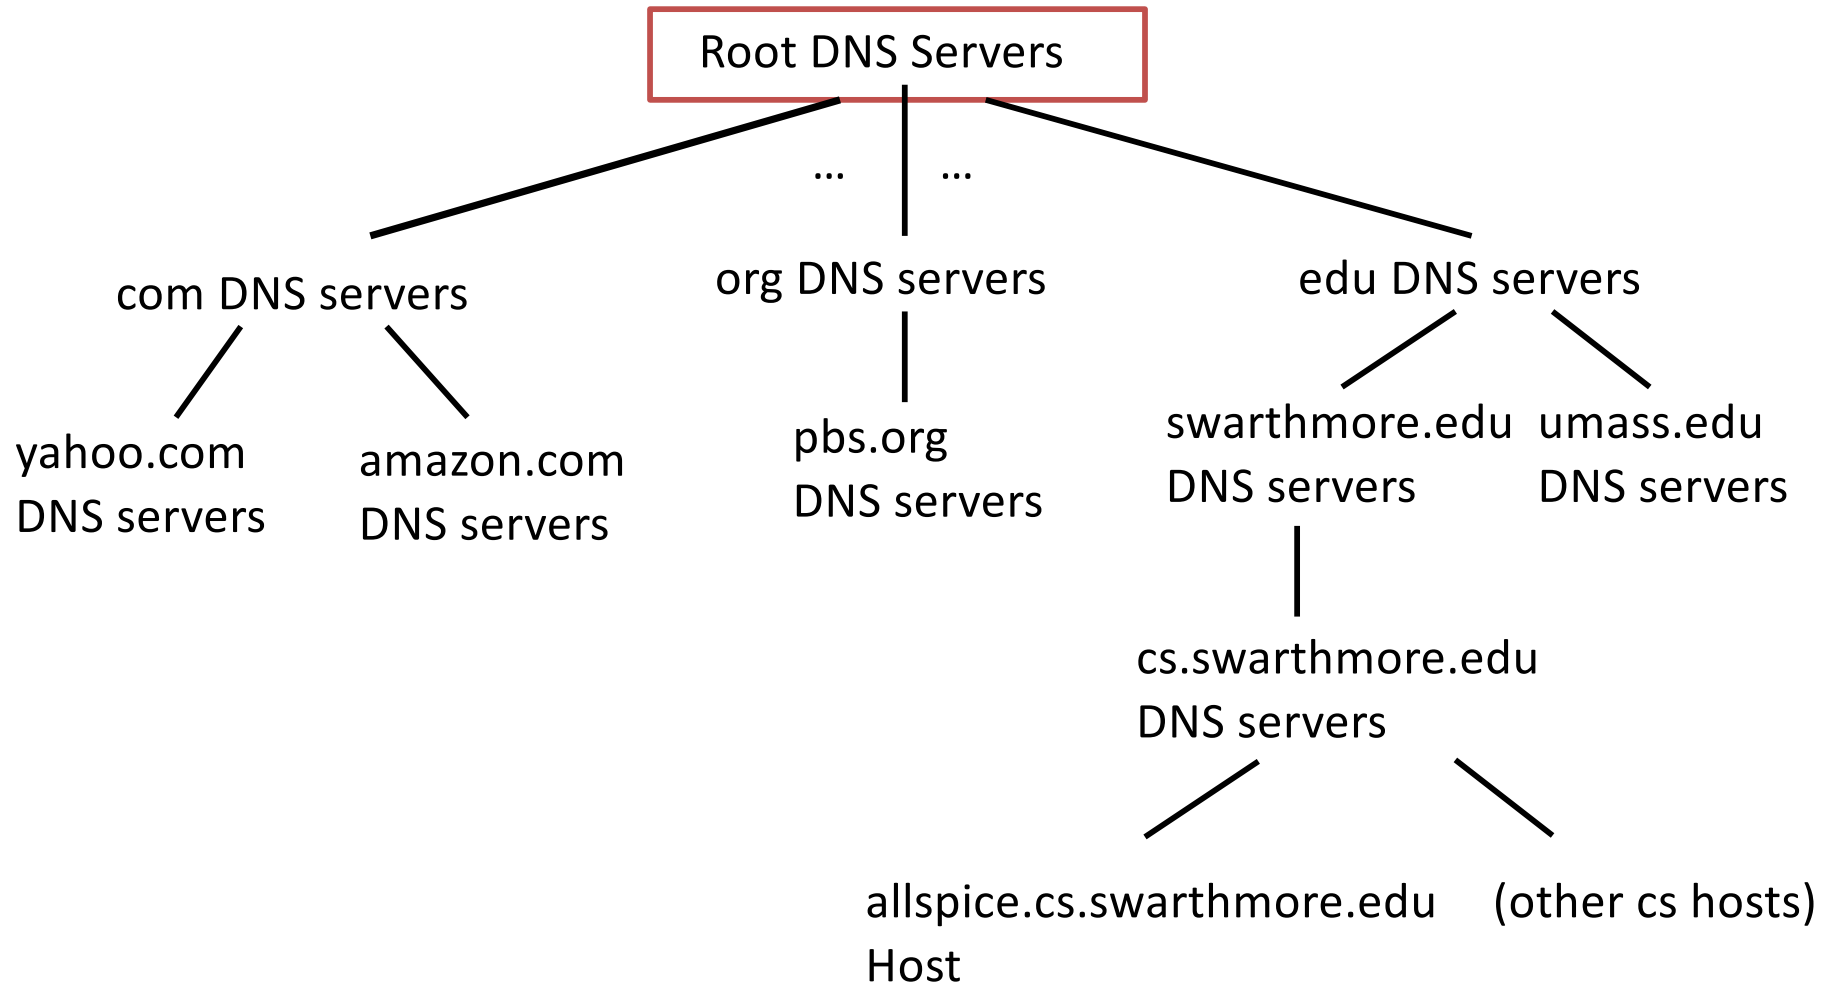 Root DNS Servers
... ...
com DNS servers
org DNS servers
edu DNS servers
yahoo.com
DNS servers
amazon.com
DNS servers
pbs.org
DNS servers
swarthmore.edu
DNS servers
umass.edu
DNS servers
cs.swarthmore.edu
DNS servers
allspice.cs.swarthmore.edu
Host
(other cs hosts)